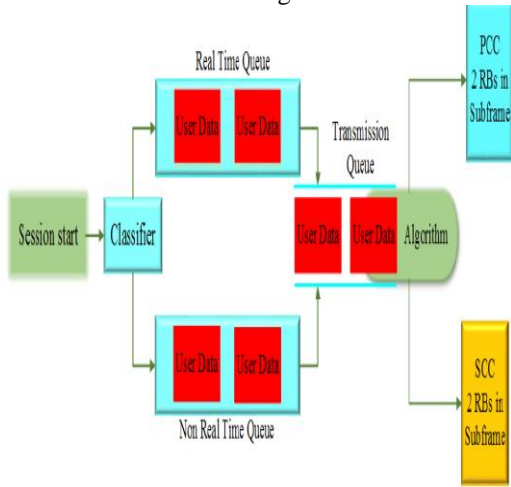 Real Time Queue
User Data
User Data
PCC
2 RBs in
Subframe
Transmission
Queue
Session start
Classifier
User Data
User Data
Algorithm
User Data
User Data
Non Real Time Queue
SCC
2 RBs in
Subframe